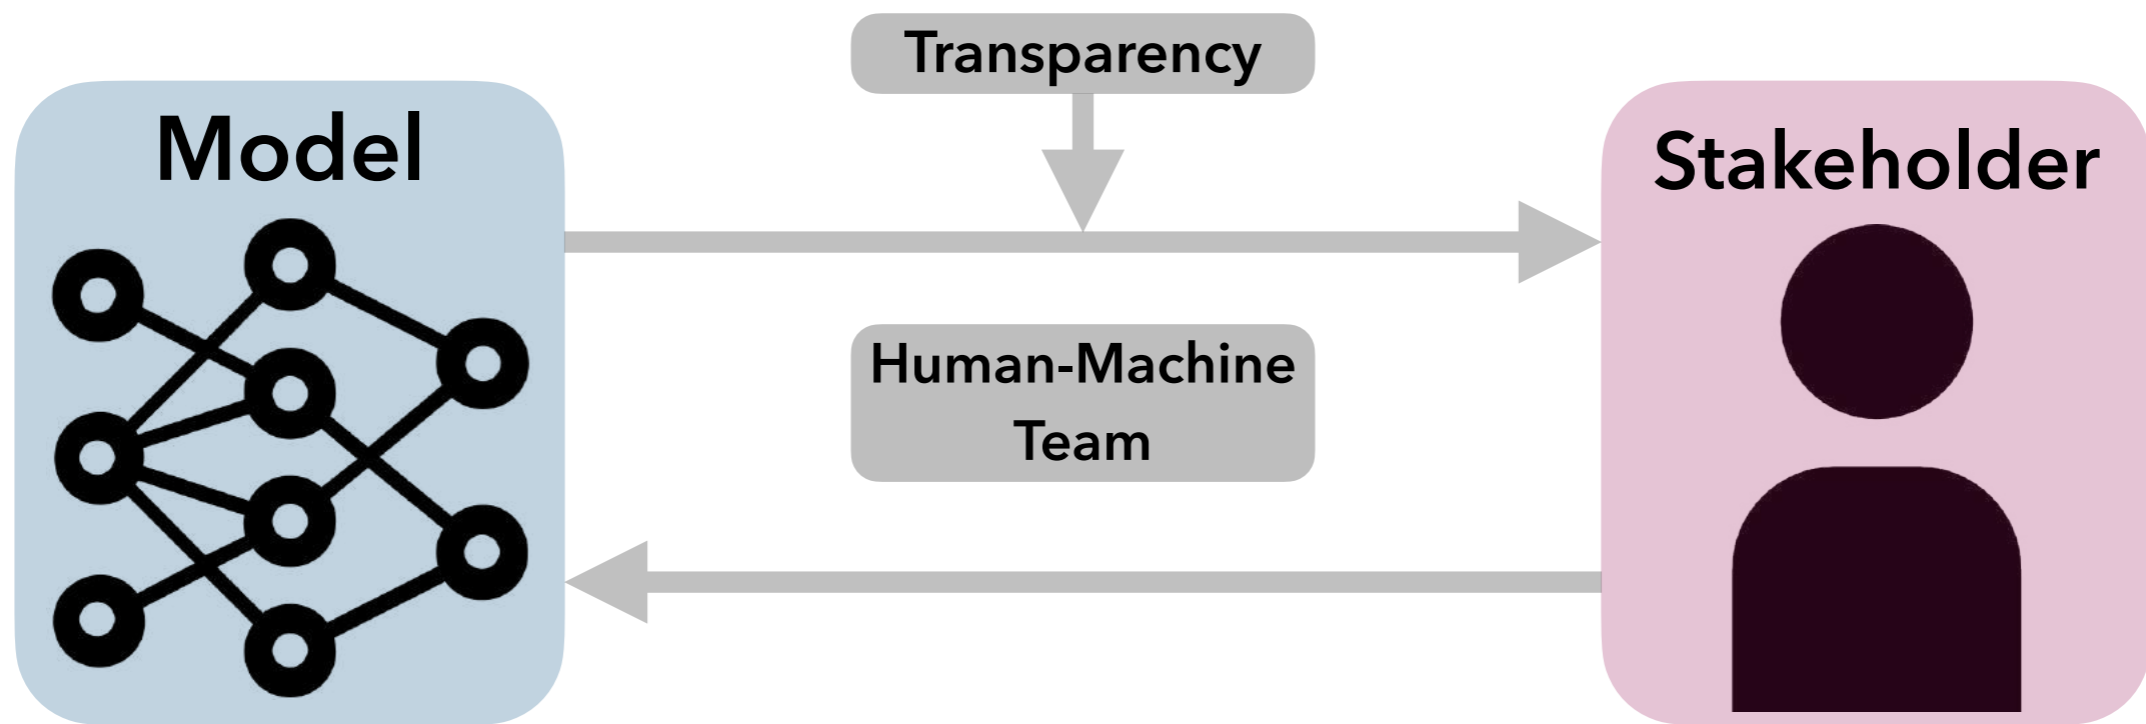 Transparency
Model
Stakeholder
Human-Machine
Team